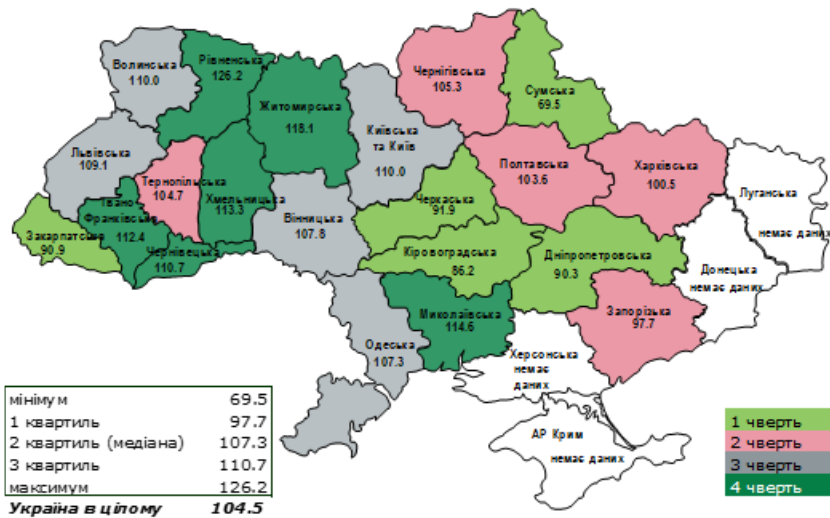 Волинська
110.0
Рівненська
126.2
Житомирська
118.1
Київська
та Київ
110.0
Чернігівська
105.3
Сумська
69.5
Львівська
109.1
Тернопільська
104.7
Хмельницька
113.3
Вінницька
107.8
Черкаська
91.9
Полтавська
103.6
Харківська
100.5
Луганська
немає даних
Закарпатська
90.9
Івано
Франківська
112.4
Чернівецька
110.7
Кіровоградська
86.2
Дніпропетровська
90.3
Донецька
немає даних
Миколаївська
114.6
Запорізька
97.7
Одеська
107.3
Херсонська
немає
даних
АР Крим
немає даних
мінімум 69.5
1 квартиль 97.7
2 квартиль (медіана) 107.3
3 квартиль 110.7
максимум 126.2
Україна в цілому 104.5
1 чверть
2 чверть
3 чверть
4 чверть